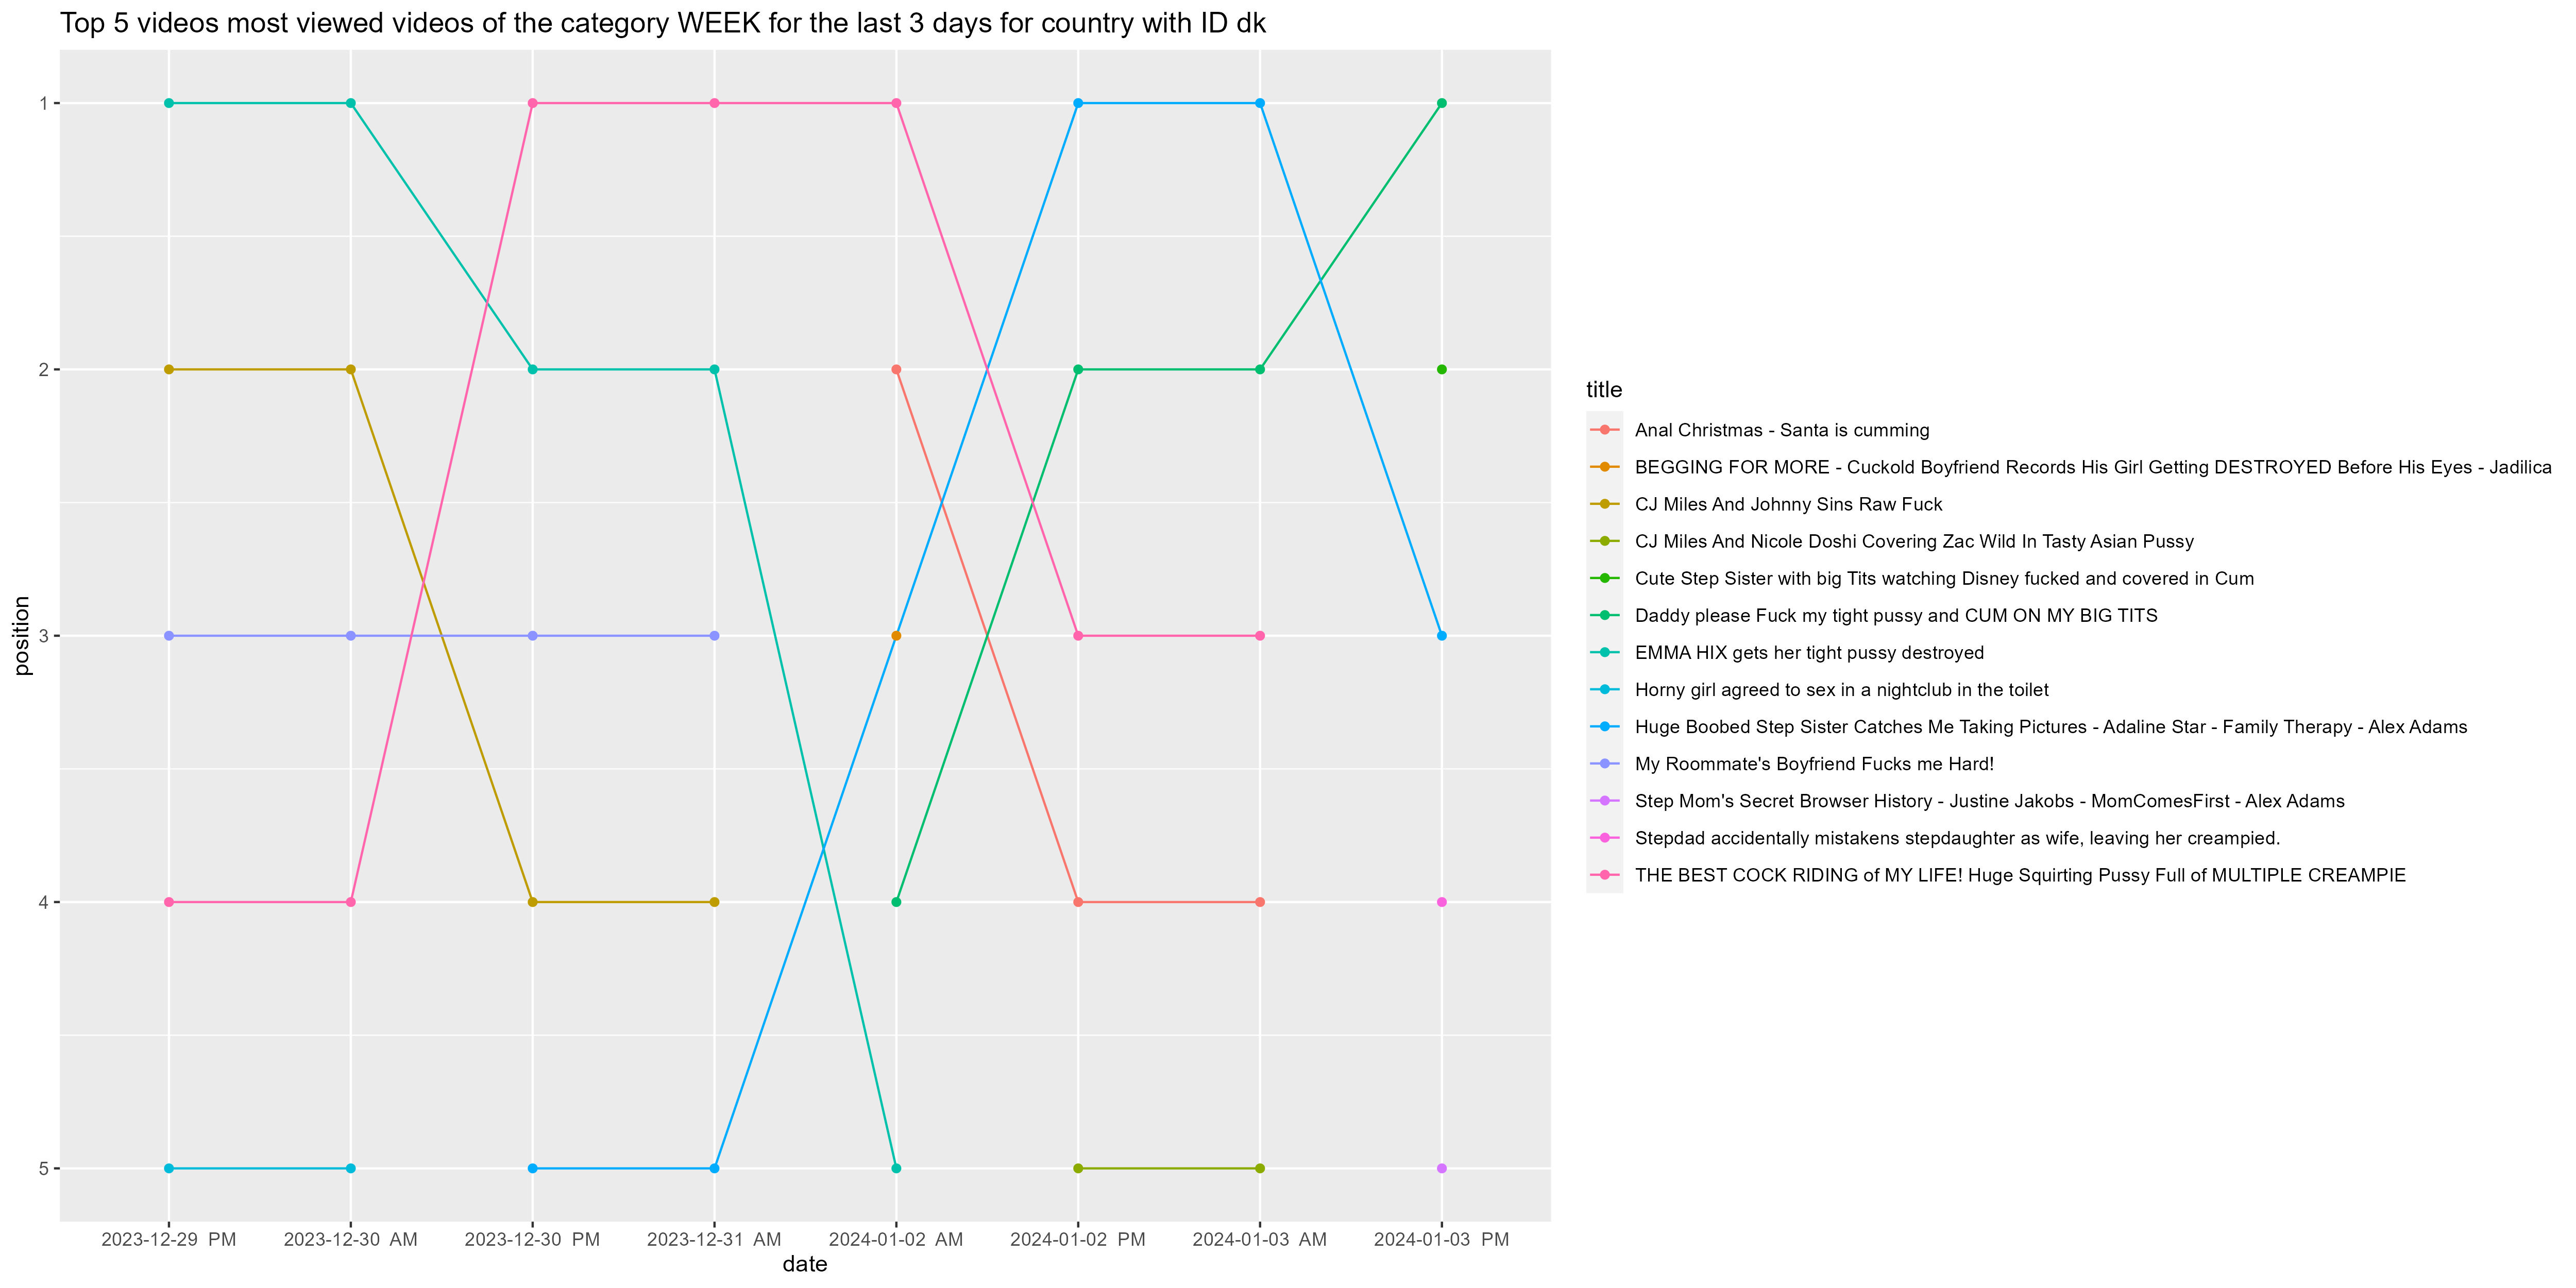 Top 5 videos most viewed videos of the category WEEK for the last 3 days for country with ID dk
position
1
2
3
4
5
2023-12-29 PM
2023-12-30 AM
2023-12-30 PM
2023-12-31 AM
2024-01-02 AM
2024-01-02 PM
2024-01-03 AM
2024-01-03 PM
date
title
Anal Christmas - Santa is cumming
BEGGING FOR MORE - Cuckold Boyfriend Records His Girl Getting DESTROYED Before His Eyes - Jadilica
CJ Miles And Johnny Sins Raw Fuck
CJ Miles And Nicole Doshi Covering Zac Wild In Tasty Asian Pussy
Cute Step Sister with big Tits watching Disney fucked and covered in Cum
Daddy please Fuck my tight pussy and CUM ON MY BIG TITS
EMMA HIX gets her tight pussy destroyed
Horny girl agreed to sex in a nightclub in the toilet
Huge Boobed Step Sister Catches Me Taking Pictures - Adaline Star - Family Therapy - Alex Adams
My Roommate's Boyfriend Fucks me Hard!
Step Mom's Secret Browser History - Justine Jakobs - MomComesFirst - Alex Adams
Stepdad accidentally mistakens stepdaughter as wife, leaving her creampied.
THE BEST COCK RIDING of MY LIFE! Huge Squirting Pussy Full of MULTIPLE CREAMPIE